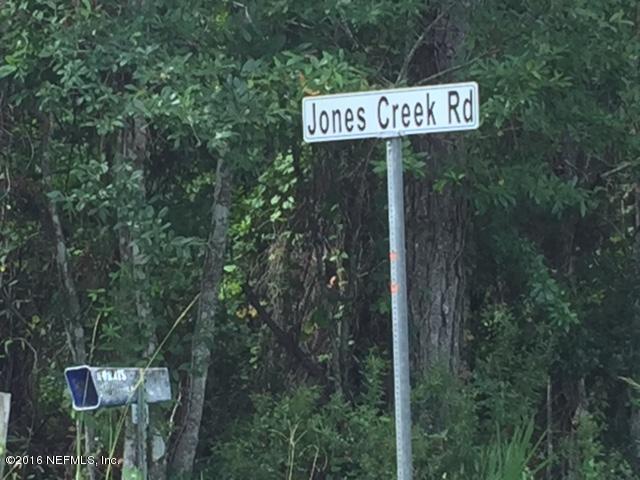 Jones Creek Rd
©2016 NEFMLS, Inc